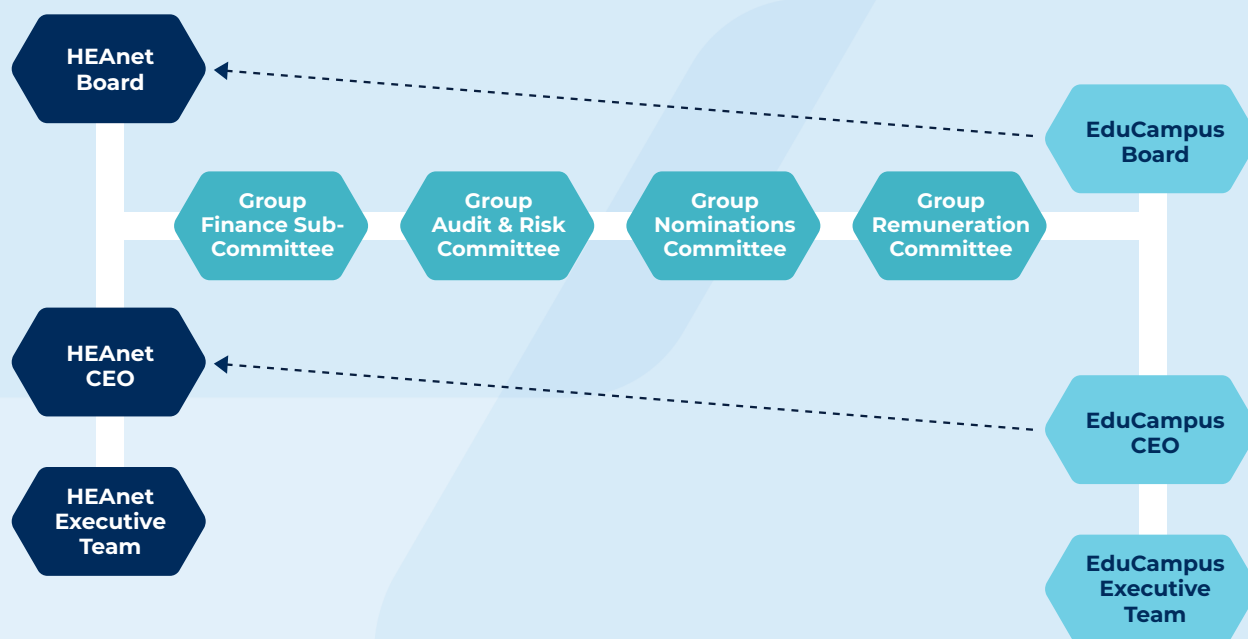 HEAnet
Board
EduCampus
Board
Group
Finance Sub-
Committee
Group
Audit & Risk
Committee
Group
Nominations
Committee
Group
Remuneration
Committee
HEAnet
CEO
EduCampus
CEO
HEAnet
Executive
Team
EduCampus
Executive
Team